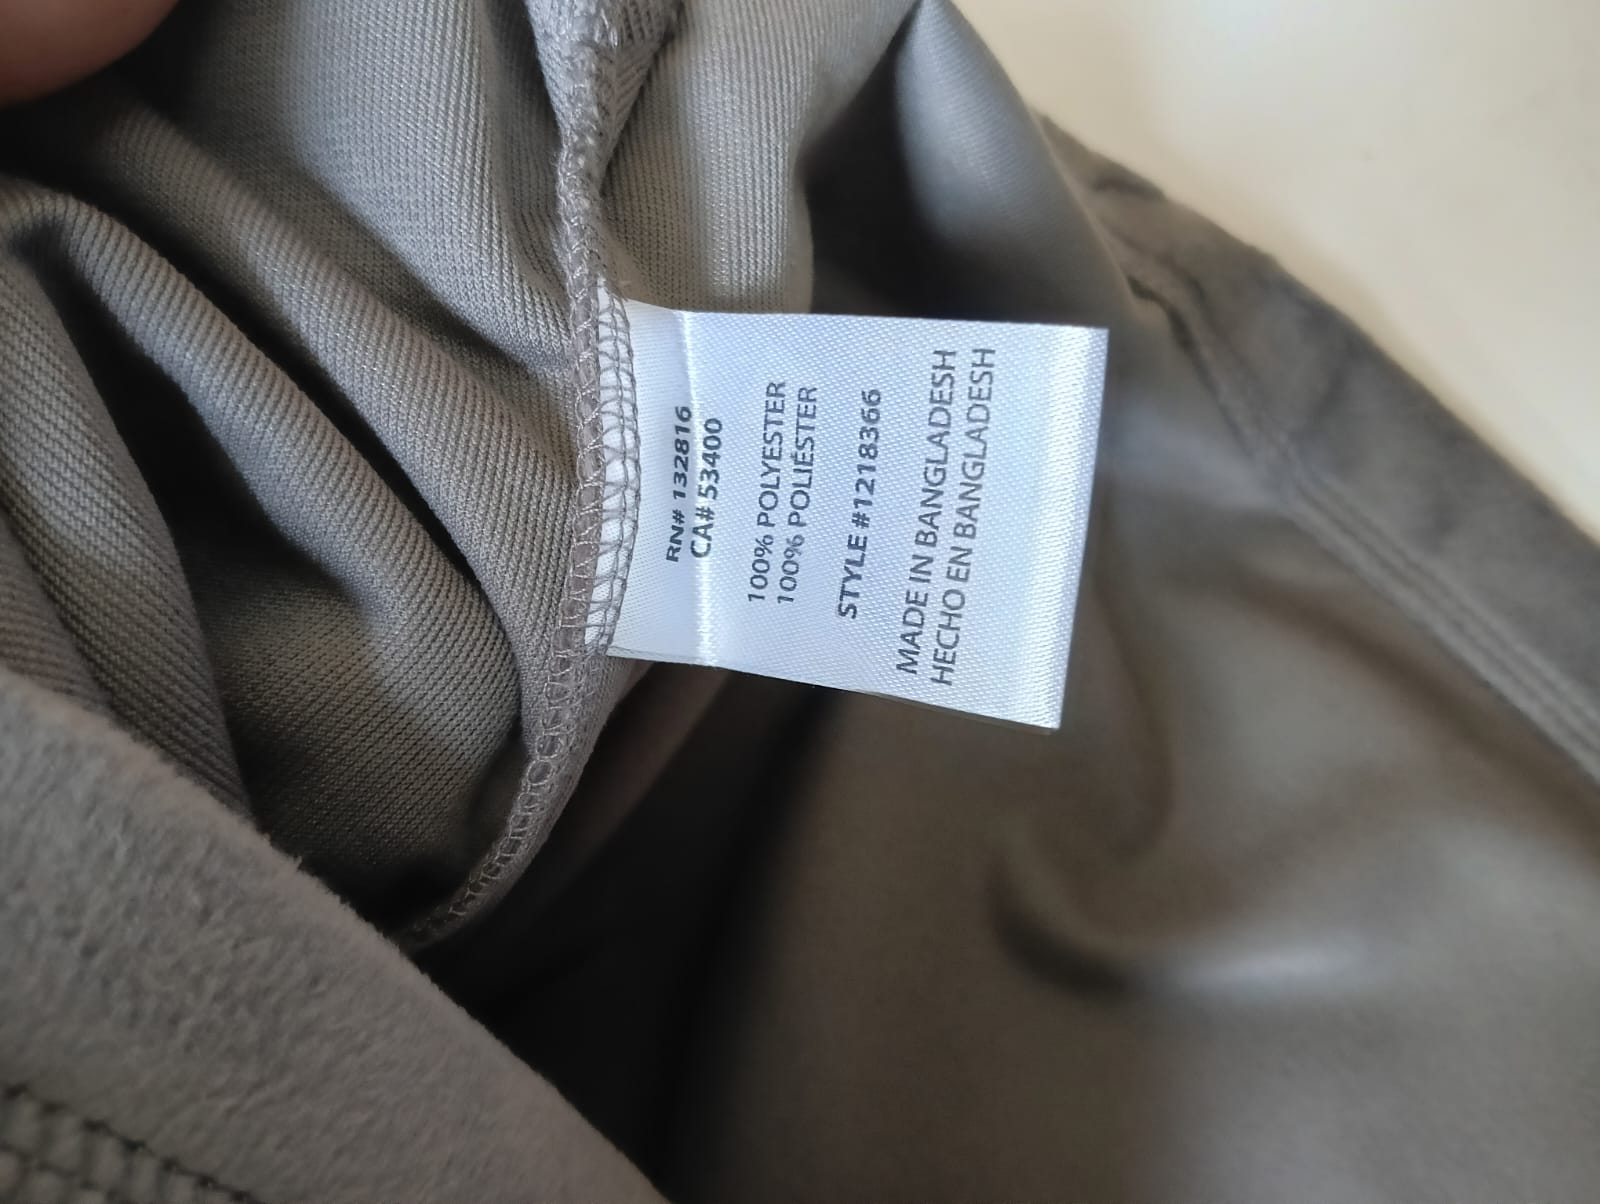 RN# 132816
CA#53400
100% POLYESTER
100% POLIÉSTER
STYLE #1218366
MADE IN BANGLADESH
HECHO EN BANGLADESH